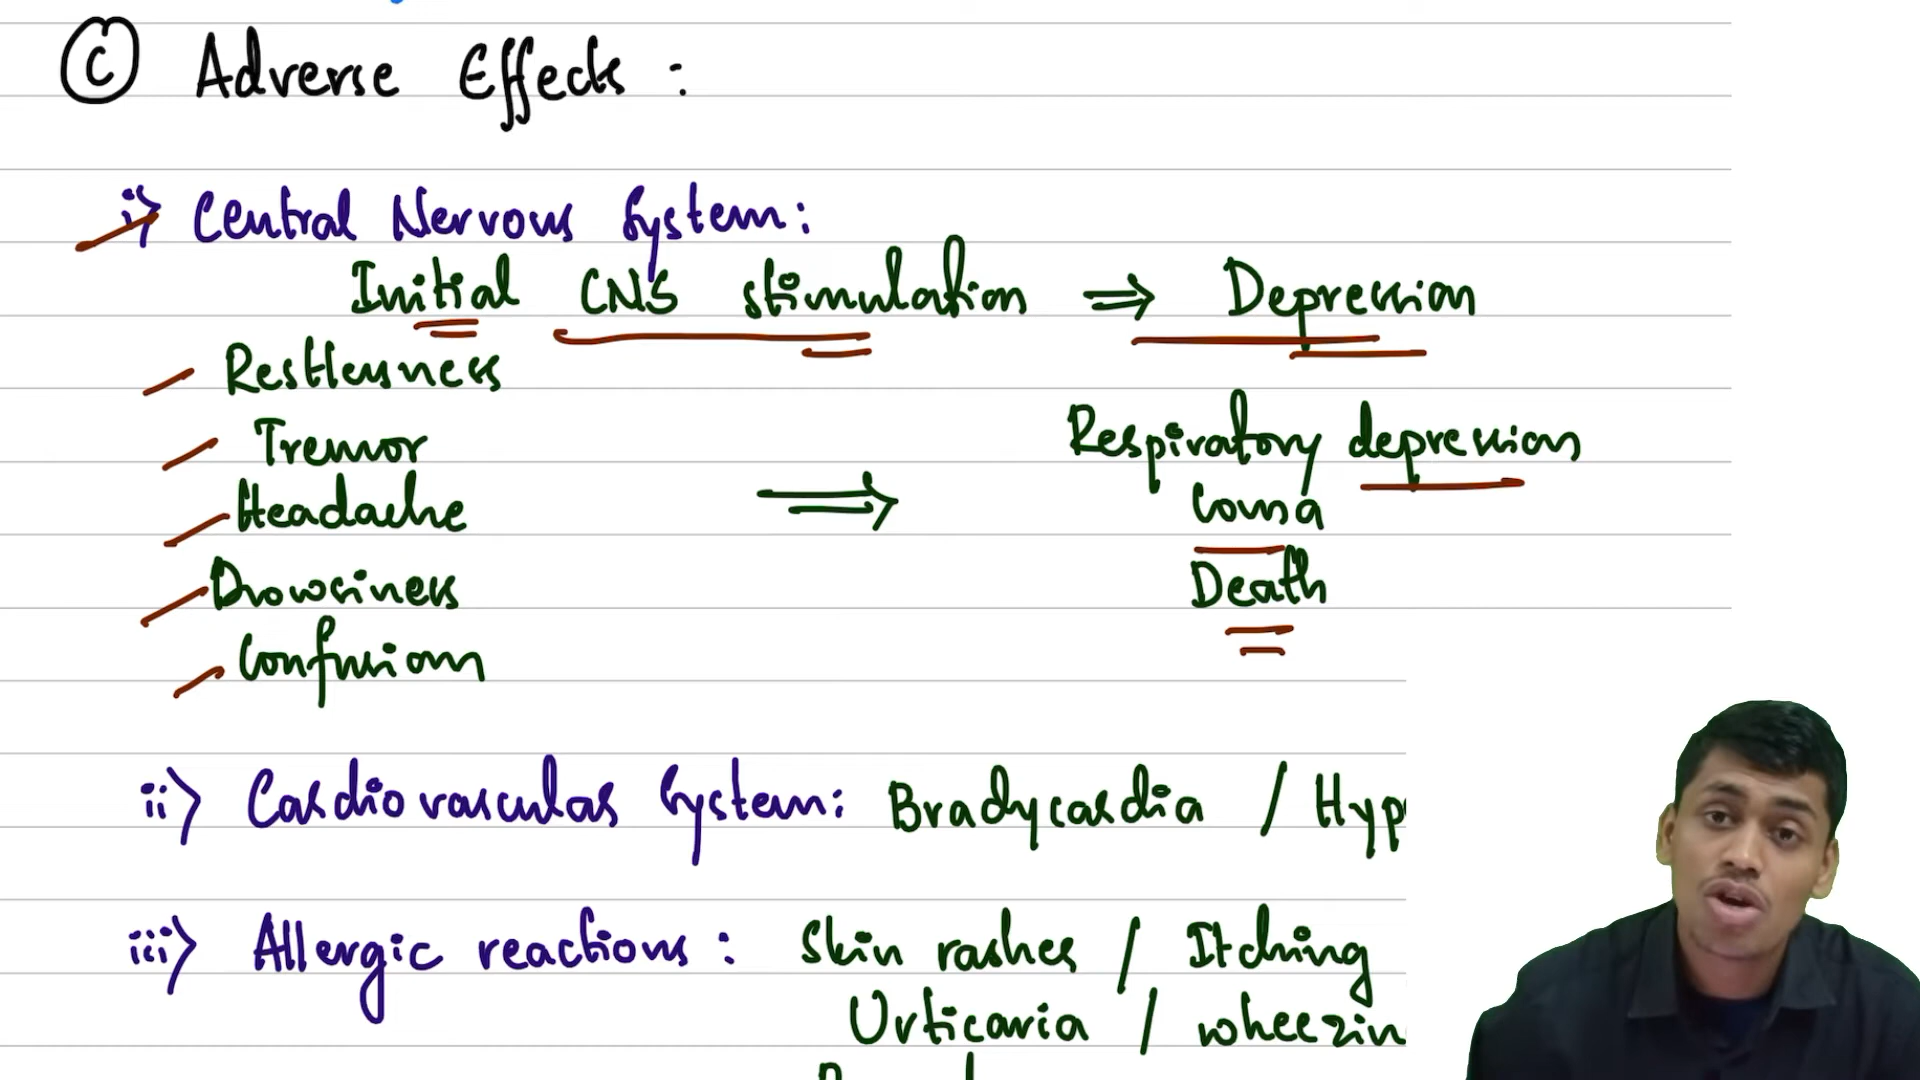 C Adverse Effects :
i) Central Nervous System:
Initial CNS stimulation ⇒ Depression
Restlessness
Tremor
Headache ⇒
Drowsiness
Confusion
Respiratory depression
Coma
Death
ii) Cardiovascular System: Bradycardia / Hyp
iii) Allergic reactions : Skin rashes / Itching
Urticaria / wheezin